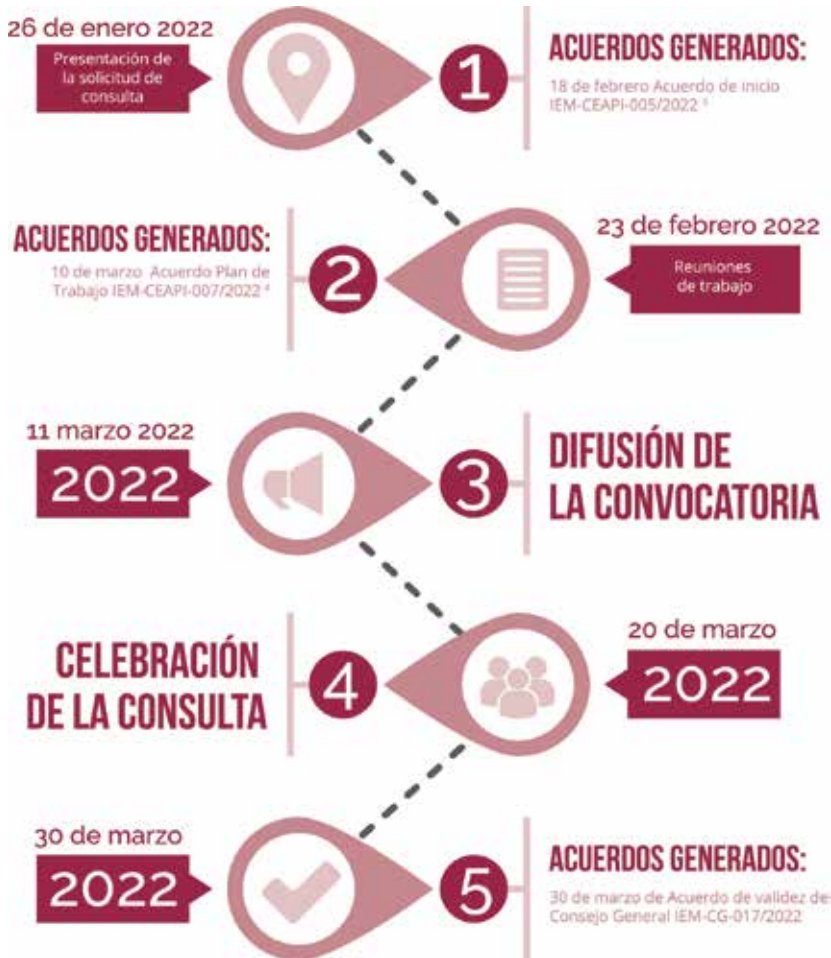 26 de enero 2022
Presentación de
la solicitud de
consulta
1
ACUERDOS GENERADOS:
18 de febrero Acuerdo de inicio
IEM-CEAPI-005/2022
ACUERDOS GENERADOS:
10 de marzo Acuerdo Plan de
Trabajo IEM-CEAPI-007/2022
2
23 de febrero 2022
Reuniones
de trabajo
11 marzo 2022
2022
3
DIFUSIÓN DE
LA CONVOCATORIA
CELEBRACIÓN
DE LA CONSULTA
4
20 de marzo
2022
30 de marzo
2022
5
ACUERDOS GENERADOS:
30 de marzo de Acuerdo de validez de
Consejo General IEM-CG-017/2022